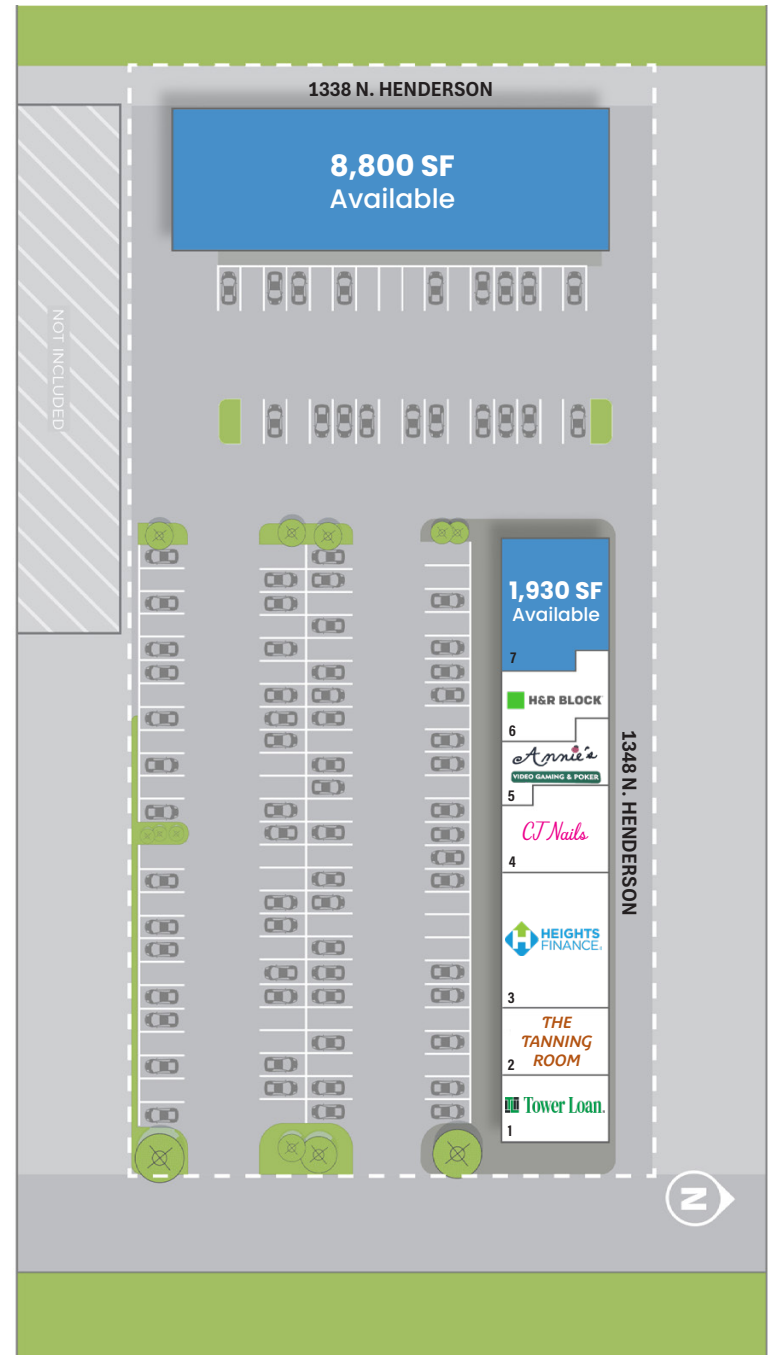 1338 N. HENDERSON
8,800 SF
Available
NOT INCLUDED
1,930 SF
Available
7
H&R BLOCK
6
Annie's
VIDEO GAMING & POKER
5
CJ Nails
4
1348 N. HENDERSON
HEIGHTS
FINANCE
3
THE
TANNING
ROOM
2
Tower Loan.
1
N